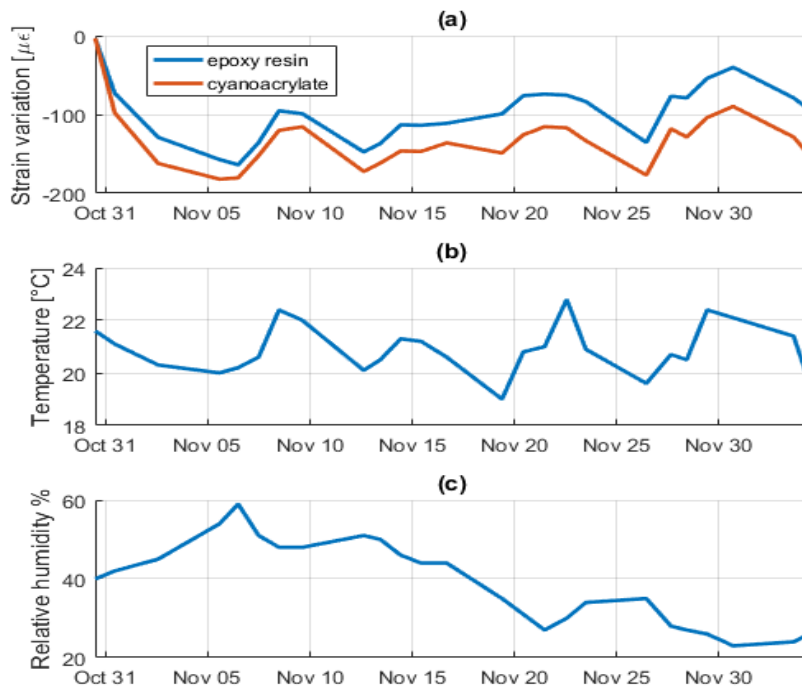 (a)
Strain variation [με]
0
-100
-200
epoxy resin
cyanoacrylate
Oct 31 Nov 05 Nov 10 Nov 15 Nov 20 Nov 25 Nov 30
(b)
Temperature [°C]
24
22
20
18
Oct 31 Nov 05 Nov 10 Nov 15 Nov 20 Nov 25 Nov 30
(c)
Relative humidity %
60
40
20
Oct 31 Nov 05 Nov 10 Nov 15 Nov 20 Nov 25 Nov 30